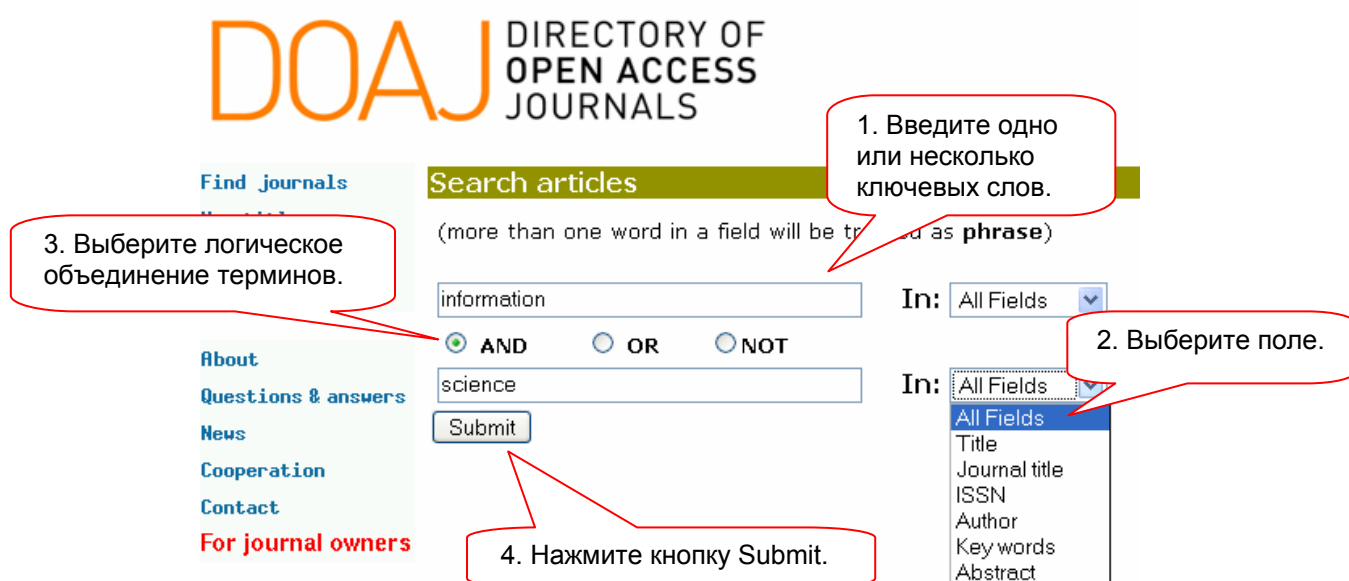 DOAJ
DIRECTORY OF
OPEN ACCESS
JOURNALS
1. Введите одно
или несколько
ключевых слов.
Find journals
Search articles
3. Выберите логическое
объединение терминов.
(more than one word in a field will be as phrase)
information
In: All Fields
AND OR NOT
2. Выберите поле.
science
In: All Fields
Submit
All Fields
Title
Journal title
ISSN
Author
Key words
Abstract
About
Questions & answers
News
Cooperation
Contact
For journal owners
4. Нажмите кнопку Submit.